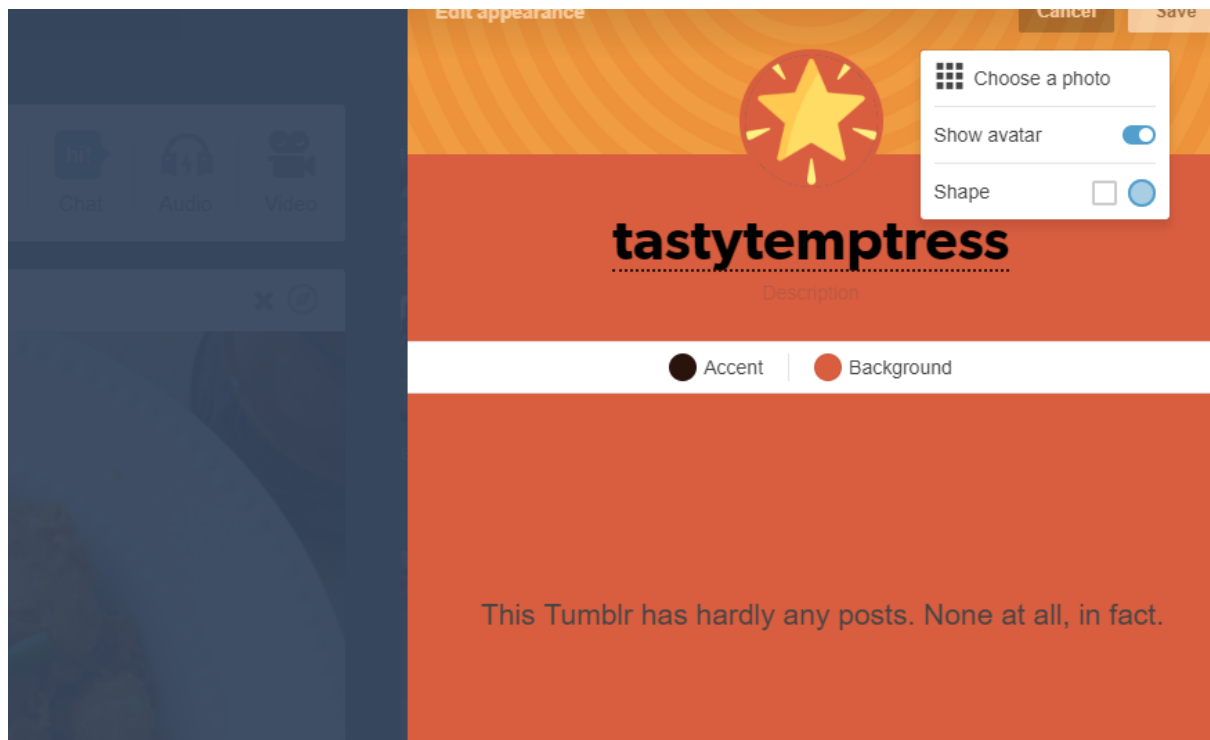 Edit appearance
Cancel
Save
Choose a photo
Show avatar
Shape
hi!
Chat
Audio
Video
tastytemptress
Description
Accent
Background
This Tumblr has hardly any posts. None at all, in fact.